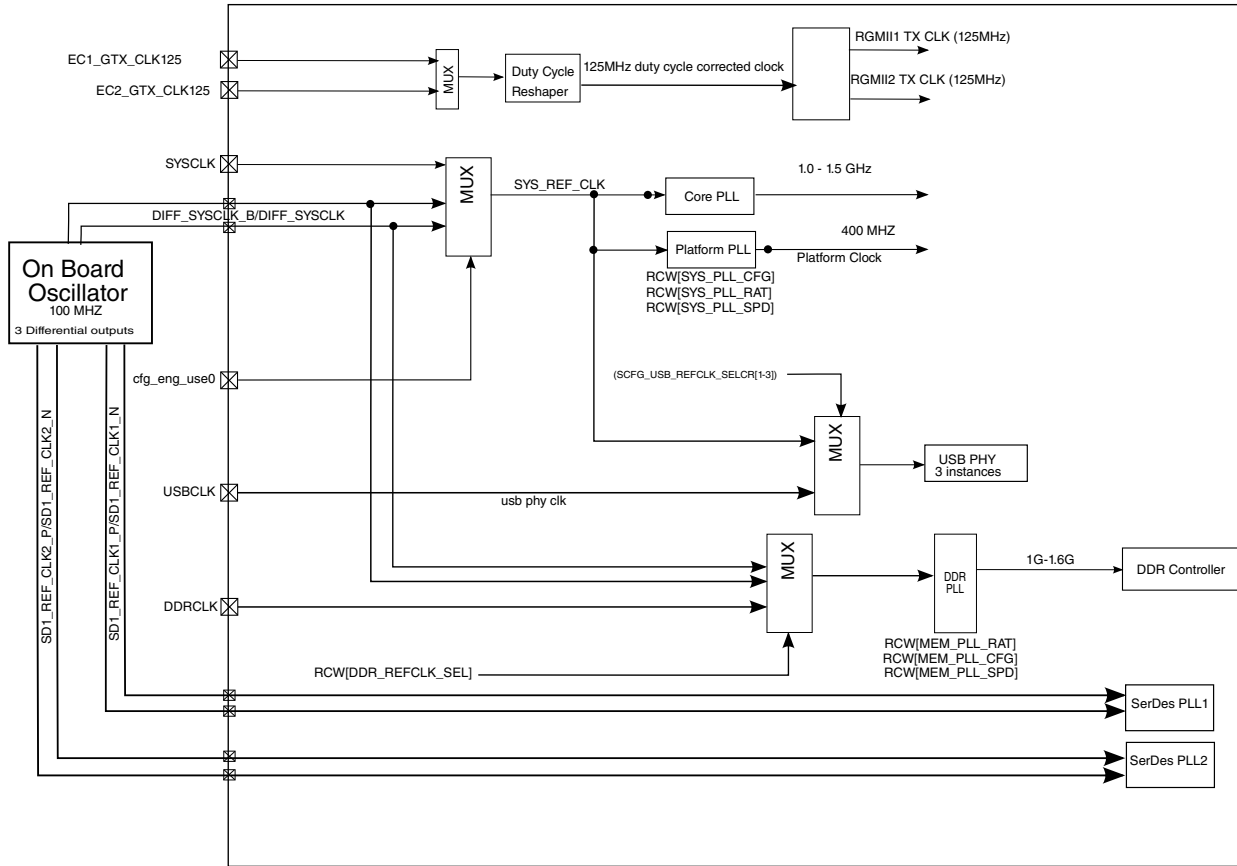 EC1_GTX_CLK125
EC2_GTX_CLK125
MUX
Duty Cycle
Reshaper
125MHz duty cycle corrected clock
RGMII1 TX CLK (125MHz)
RGMII2 TX CLK (125MHz)
SYSCLK
DIFF_SYSCLK_B/DIFF_SYSCLK
MUX
SYS_REF_CLK
Core PLL
1.0 - 1.5 GHz
Platform PLL
400 MHZ
Platform Clock
RCW[SYS_PLL_CFG]
RCW[SYS_PLL_RAT]
RCW[SYS_PLL_SPD]
On Board
Oscillator
100 MHZ
3 Differential outputs
cfg_eng_use0
(SCFG_USB_REFCLK_SELCR[1-3])
MUX
USB PHY
3 instances
USBCLK
usb phy clk
SD1_REF_CLK2_P/SD1_REF_CLK2_N
SD1_REF_CLK1_P/SD1_REF_CLK1_N
MUX
DDR
PLL
1G-1.6G
DDR Controller
DDRCLK
RCW[DDR_REFCLK_SEL]
RCW[MEM_PLL_RAT]
RCW[MEM_PLL_CFG]
RCW[MEM_PLL_SPD]
SerDes PLL1
SerDes PLL2